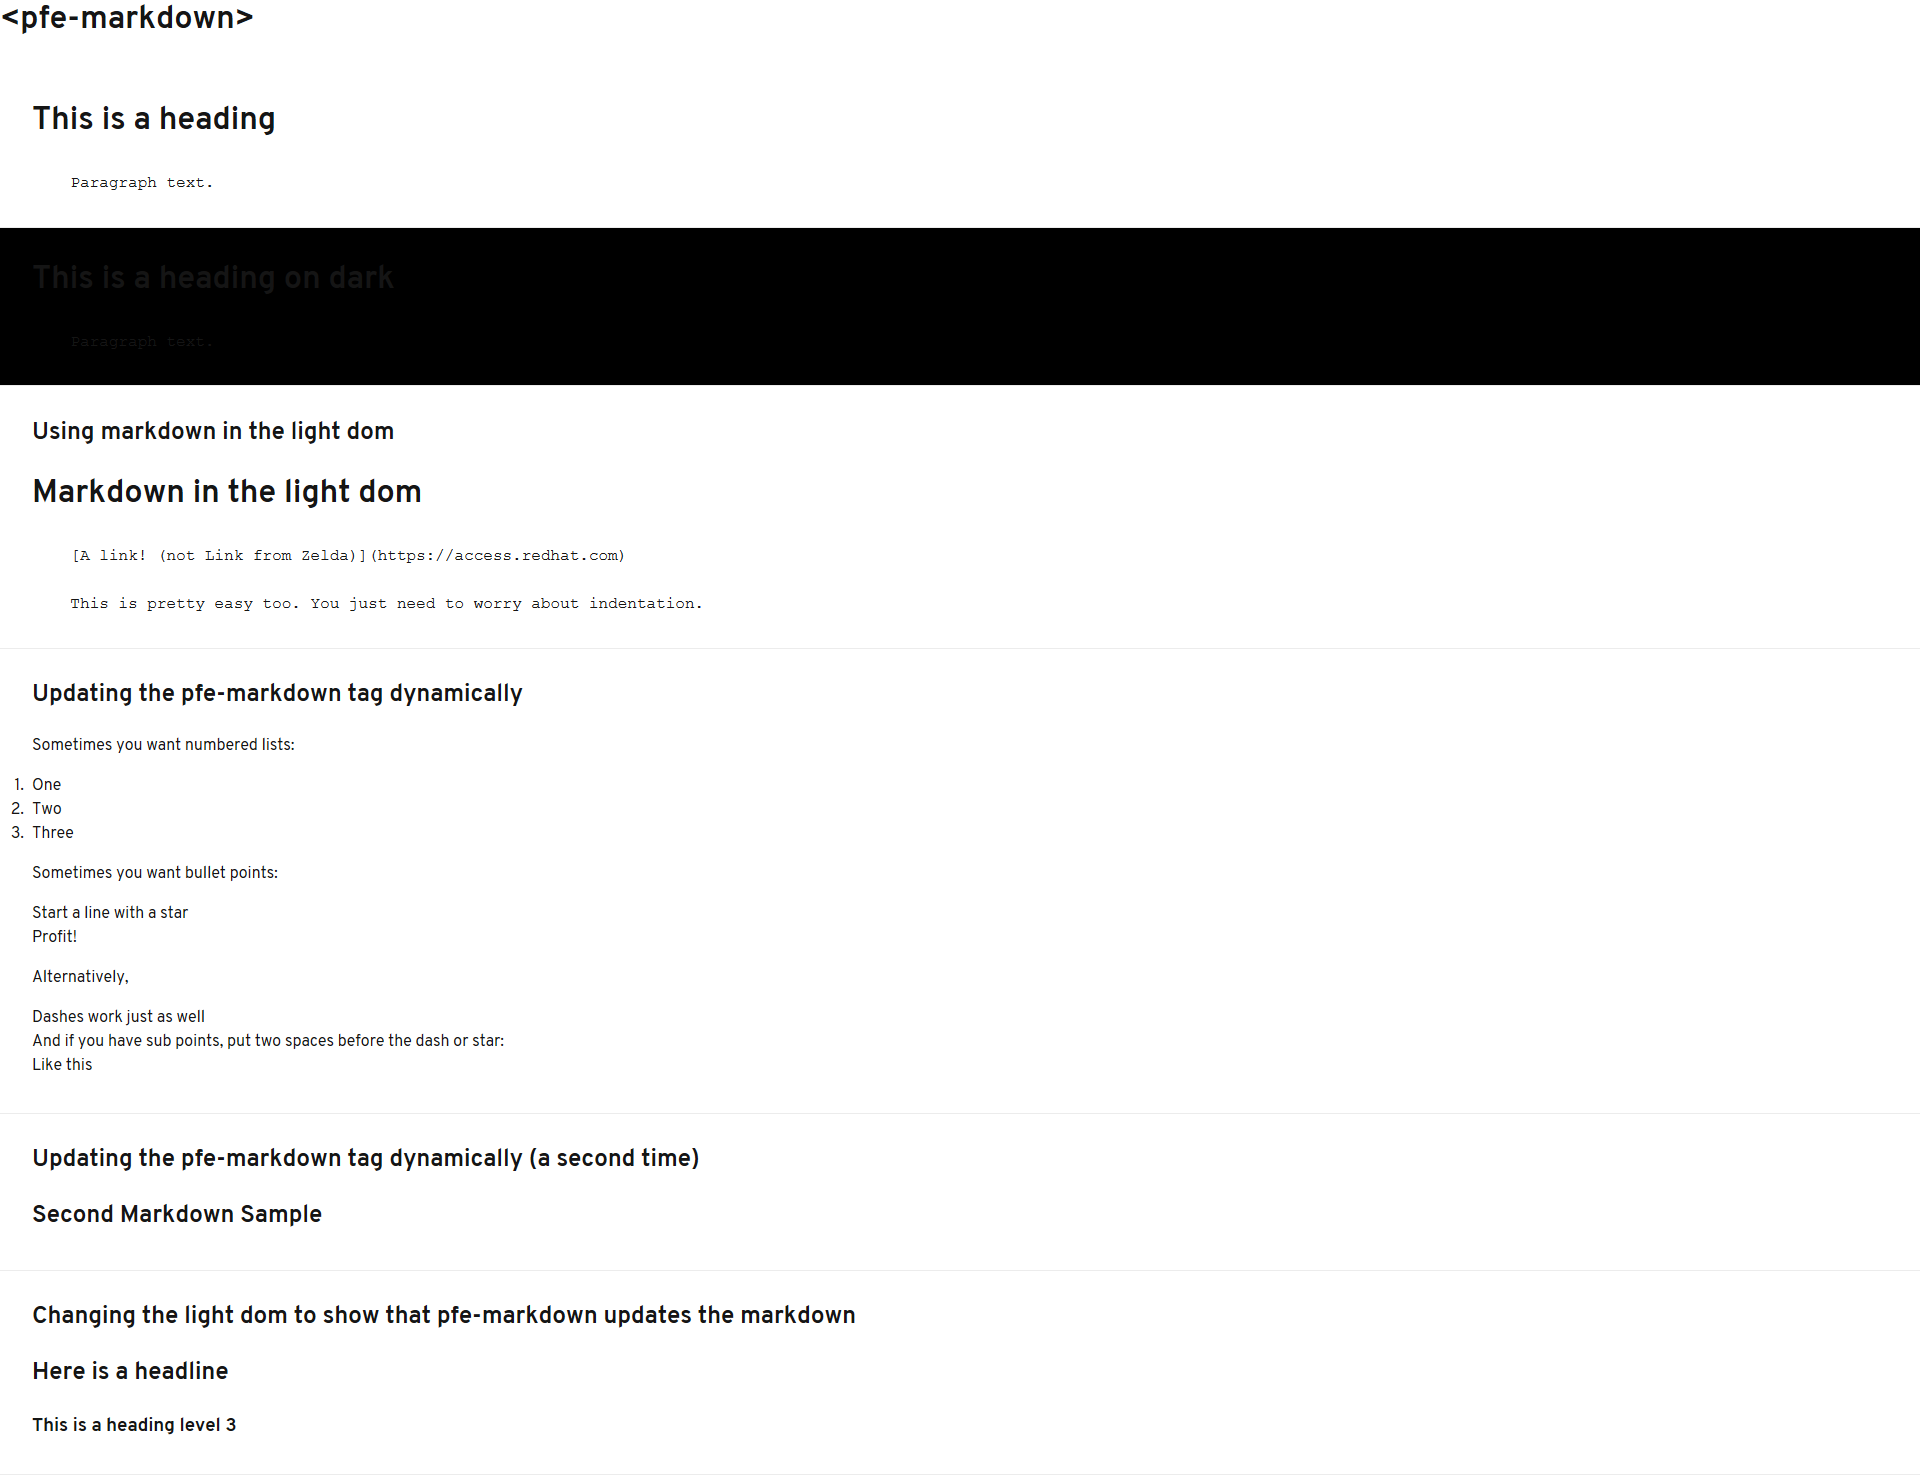 <pfe-markdown>
This is a heading
Paragraph text.
This is a heading on dark
Paragraph text.
Using markdown in the light dom
Markdown in the light dom
[A link! (not Link from Zelda)](https://access.redhat.com)
This is pretty easy too. You just need to worry about indentation.
Updating the pfe-markdown tag dynamically
Sometimes you want numbered lists:
1. One
2. Two
3. Three
Sometimes you want bullet points:
Start a line with a star
Profit!
Alternatively,
Dashes work just as well
And if you have sub points, put two spaces before the dash or star:
Like this
Updating the pfe-markdown tag dynamically (a second time)
Second Markdown Sample
Changing the light dom to show that pfe-markdown updates the markdown
Here is a headline
This is a heading level 3